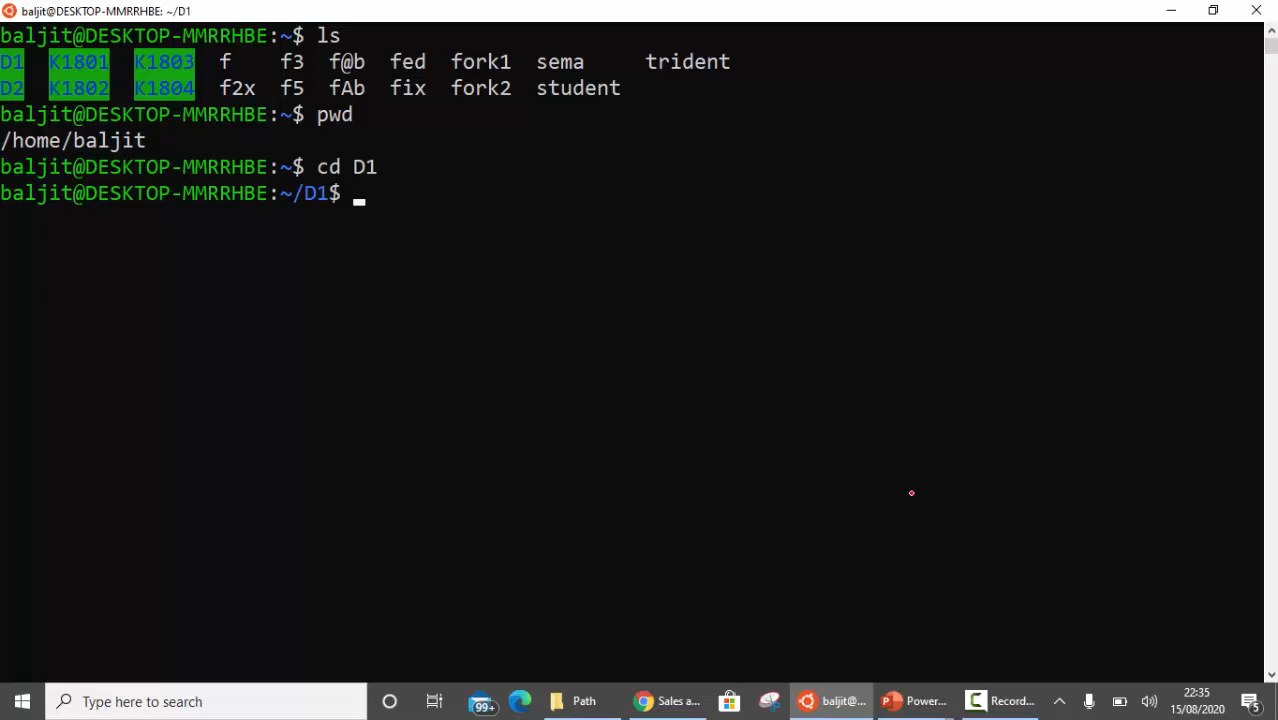 baljit@DESKTOP-MMRRHBE: ~/D1
baljit@DESKTOP-MMRRHBE:~$ ls
D1 K1801 K1803 f f3 f@b fed fork1 sema trident
D2 K1802 K1804 f2x f5 fAb fix fork2 student
baljit@DESKTOP-MMRRHBE:~$ pwd
/home/baljit
baljit@DESKTOP-MMRRHBE:~$ cd D1
baljit@DESKTOP-MMRRHBE:~/D1$
Type here to search 99+ Path Sales a... baljit@... Power... Record... 22:35
15/08/2020 5